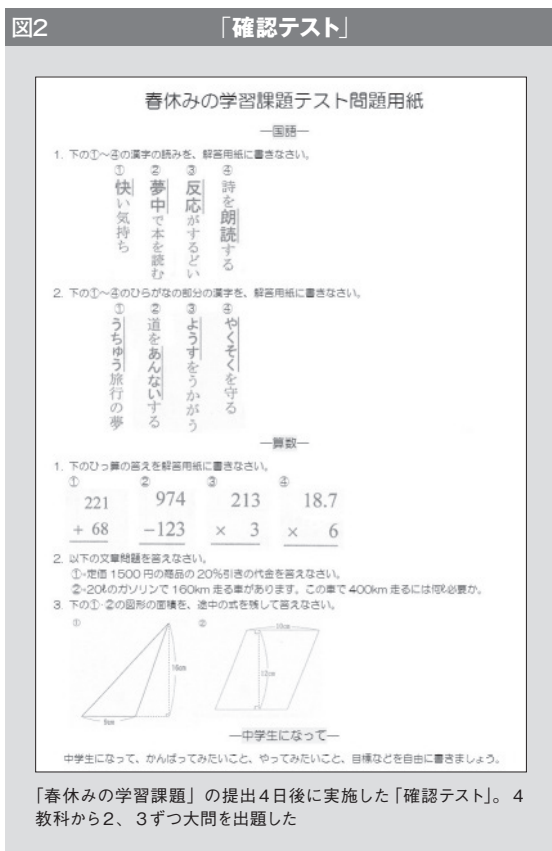 図2 「確認テスト」
春休みの学習課題テスト問題用紙
―国語―
1. 下の①～④の漢字の読みを、解答用紙に書きなさい。
① 快い気持ち
② 夢中で本を読む
③ 反応がするどい
④ 詩を朗読する
2. 下の①～④のひらがなの部分の漢字を、解答用紙に書きなさい。
① うちゅう旅行の夢
② 道をあんないする
③ ようすをうかがう
④ やくそくを守る
―算数―
1. 下のひっ算の答えを解答用紙に書きなさい。
① ② ③ ④
221 974 213 18.7
+ 68 −123 × 3 × 6
2. 以下の文章問題を答えなさい。
①・定価1500円の商品の20%引きの代金を答えなさい。
②・20ℓのガソリンで160km走る車があります。この車で400km走るには何ℓ必要か。
3. 下の①・②の図形の面積を、途中の式を残して答えなさい。
① ②
16cm
9cm
10cm
12cm
―中学生になって―
中学生になって、がんばってみたいこと、やってみたいこと、目標などを自由に書きましょう。
「春休みの学習課題」の提出4日後に実施した「確認テスト」。4
教科から2、3ずつ大問を出題した